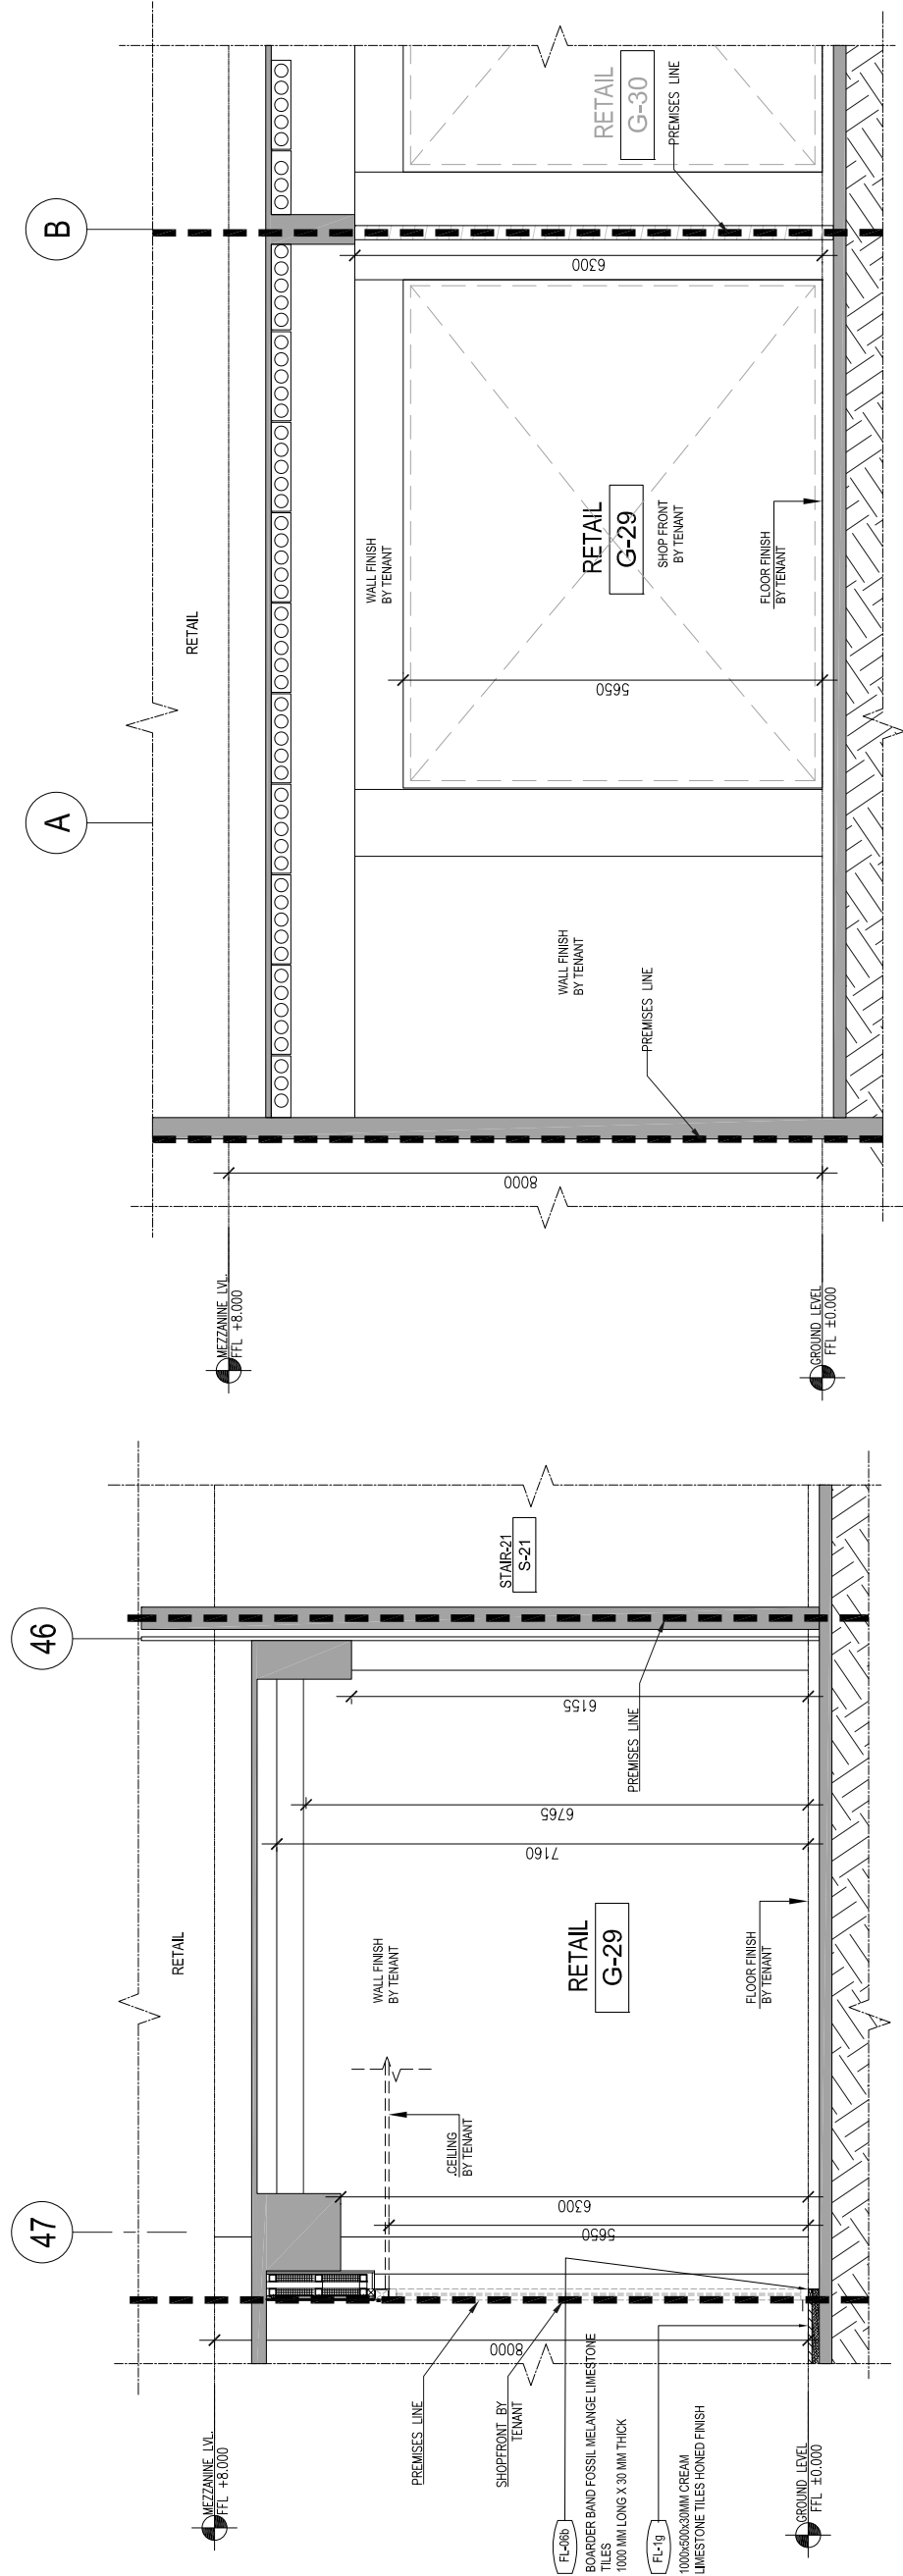 A
B
RETAIL
MEZZANINE LVL.
FFL +8.000
8000
GROUND LEVEL
FFL ±0.000
PREMISES LINE
WALL FINISH
BY TENANT
WALL FINISH
BY TENANT
5650
RETAIL
G-29
SHOP FRONT
BY TENANT
FLOOR FINISH
BY TENANT
6300
RETAIL
G-30
PREMISES LINE
47
46
RETAIL
MEZZANINE LVL.
FFL +8.000
8000
GROUND LEVEL
FFL ±0.000
PREMISES LINE
SHOPFRONT BY
TENANT
FL-06b
BOARDER BAND FOSSIL MELANGE LIMESTONE
TILES
1000 MM LONG X 30 MM THICK
FL-1g
1000x500x30MM CREAM
LIMESTONE TILES HONED FINISH
5650
6300
CEILING
BY TENANT
WALL FINISH
BY TENANT
RETAIL
G-29
FLOOR FINISH
BY TENANT
7160
6765
6155
PREMISES LINE
STAIR-21
S-21